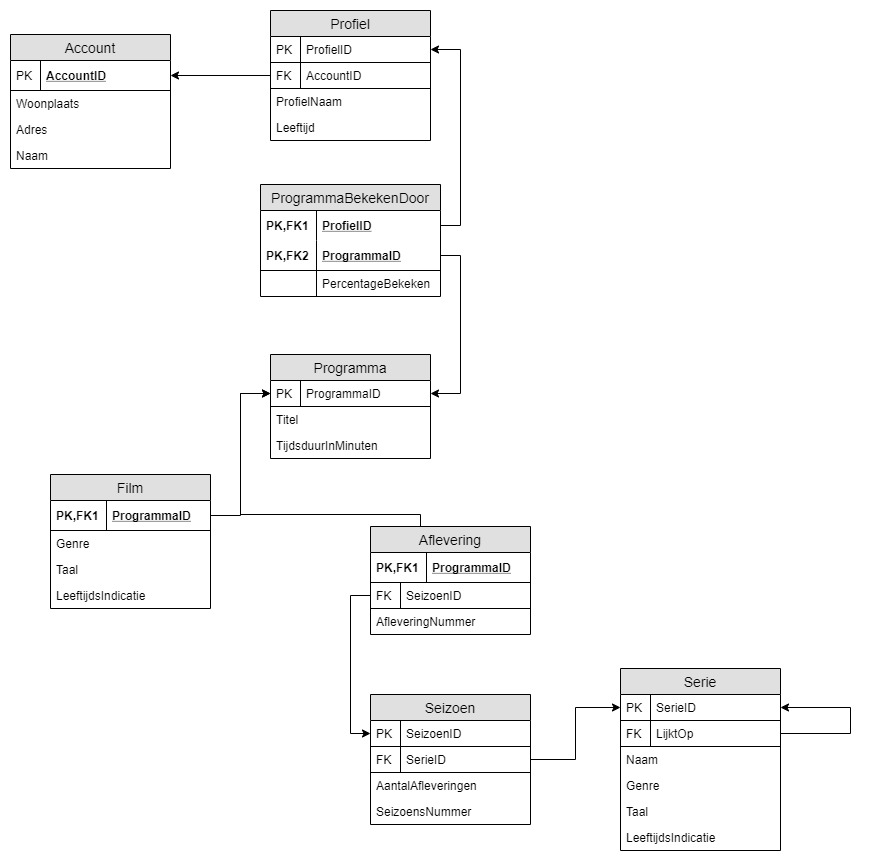 Profiel
PK ProfielID
FK AccountID
ProfielNaam
Leeftijd
Account
PK AccountID
Woonplaats
Adres
Naam
ProgrammaBekekenDoor
PK,FK1 ProfielID
PK,FK2 ProgrammaID
PercentageBekeken
Programma
PK ProgrammaID
Titel
TijdsduurInMinuten
Film
PK,FK1 ProgrammaID
Genre
Taal
LeeftijdsIndicatie
Aflevering
PK,FK1 ProgrammaID
FK SeizoenID
AfleveringNummer
Seizoen
PK SeizoenID
FK SerieID
AantalAfleveringen
SeizoensNummer
Serie
PK SerieID
FK LijktOp
Naam
Genre
Taal
LeeftijdsIndicatie